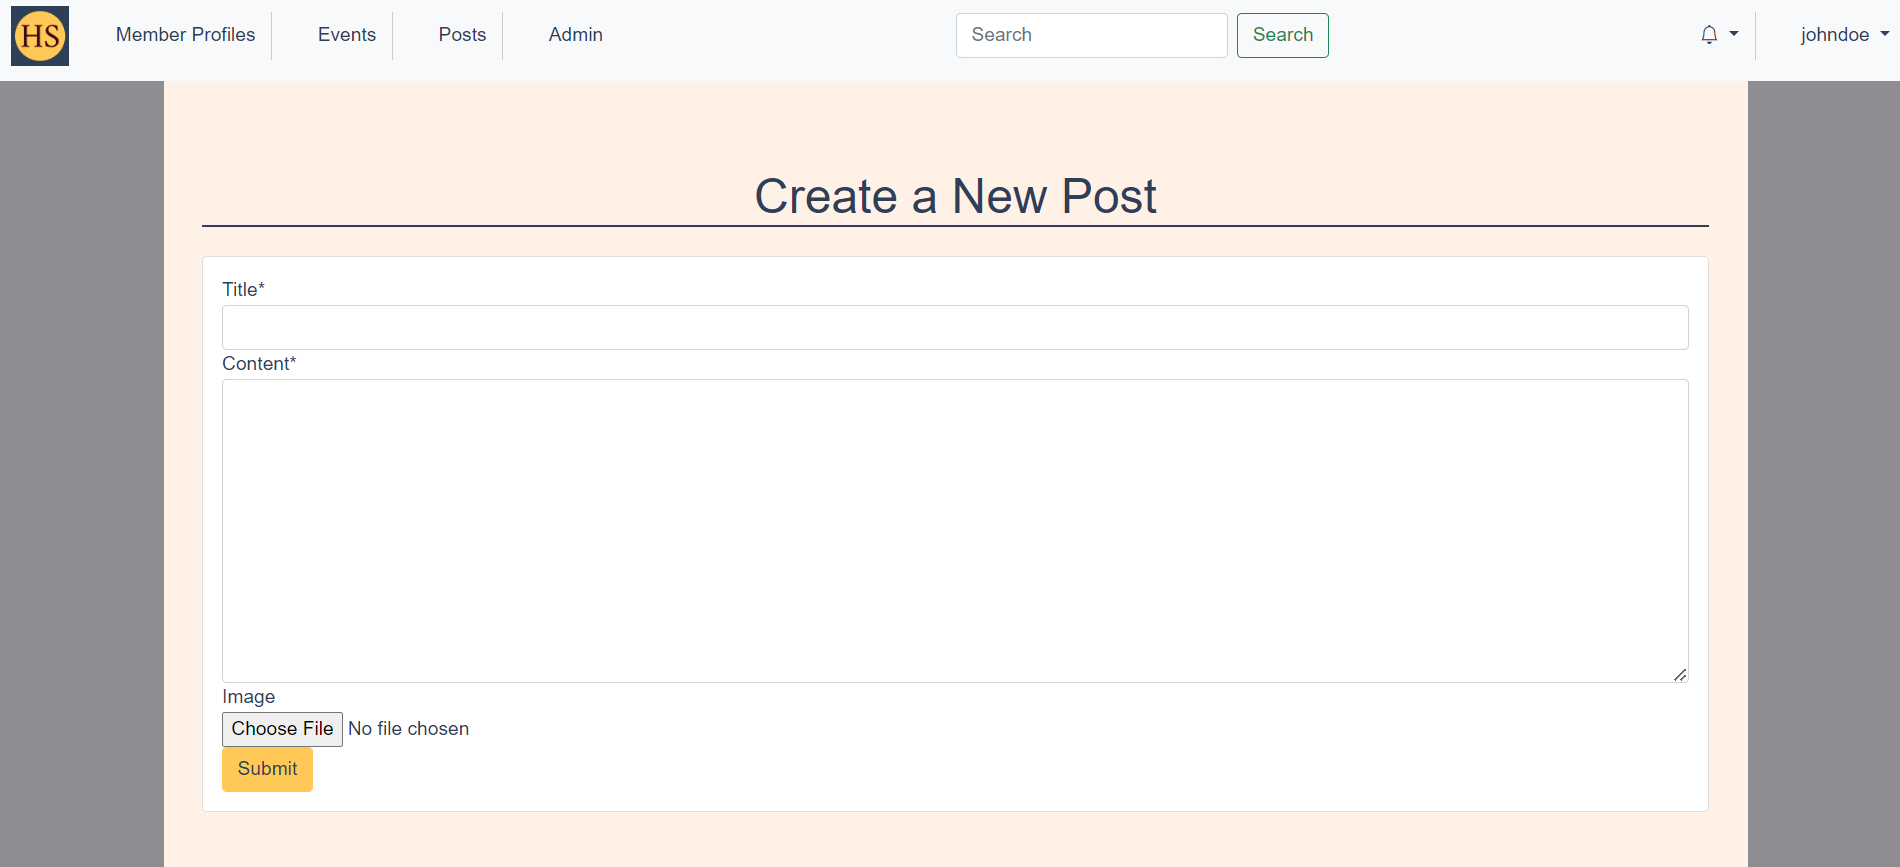 HS Member Profiles Events Posts Admin Search Search johndoe
Create a New Post
Title*
Content*
Image
Choose File No file chosen
Submit